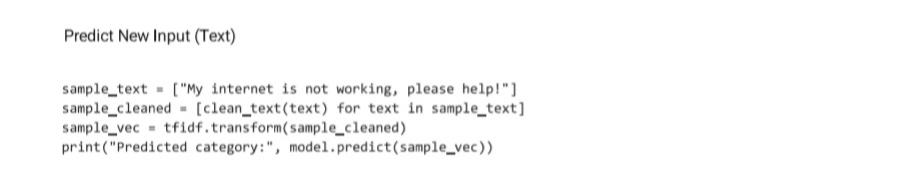 Predict New Input (Text)
sample_text = ["My internet is not working, please help!"]
sample_cleaned = [clean_text(text) for text in sample_text]
sample_vec = tfidf.transform(sample_cleaned)
print("Predicted category:", model.predict(sample_vec))